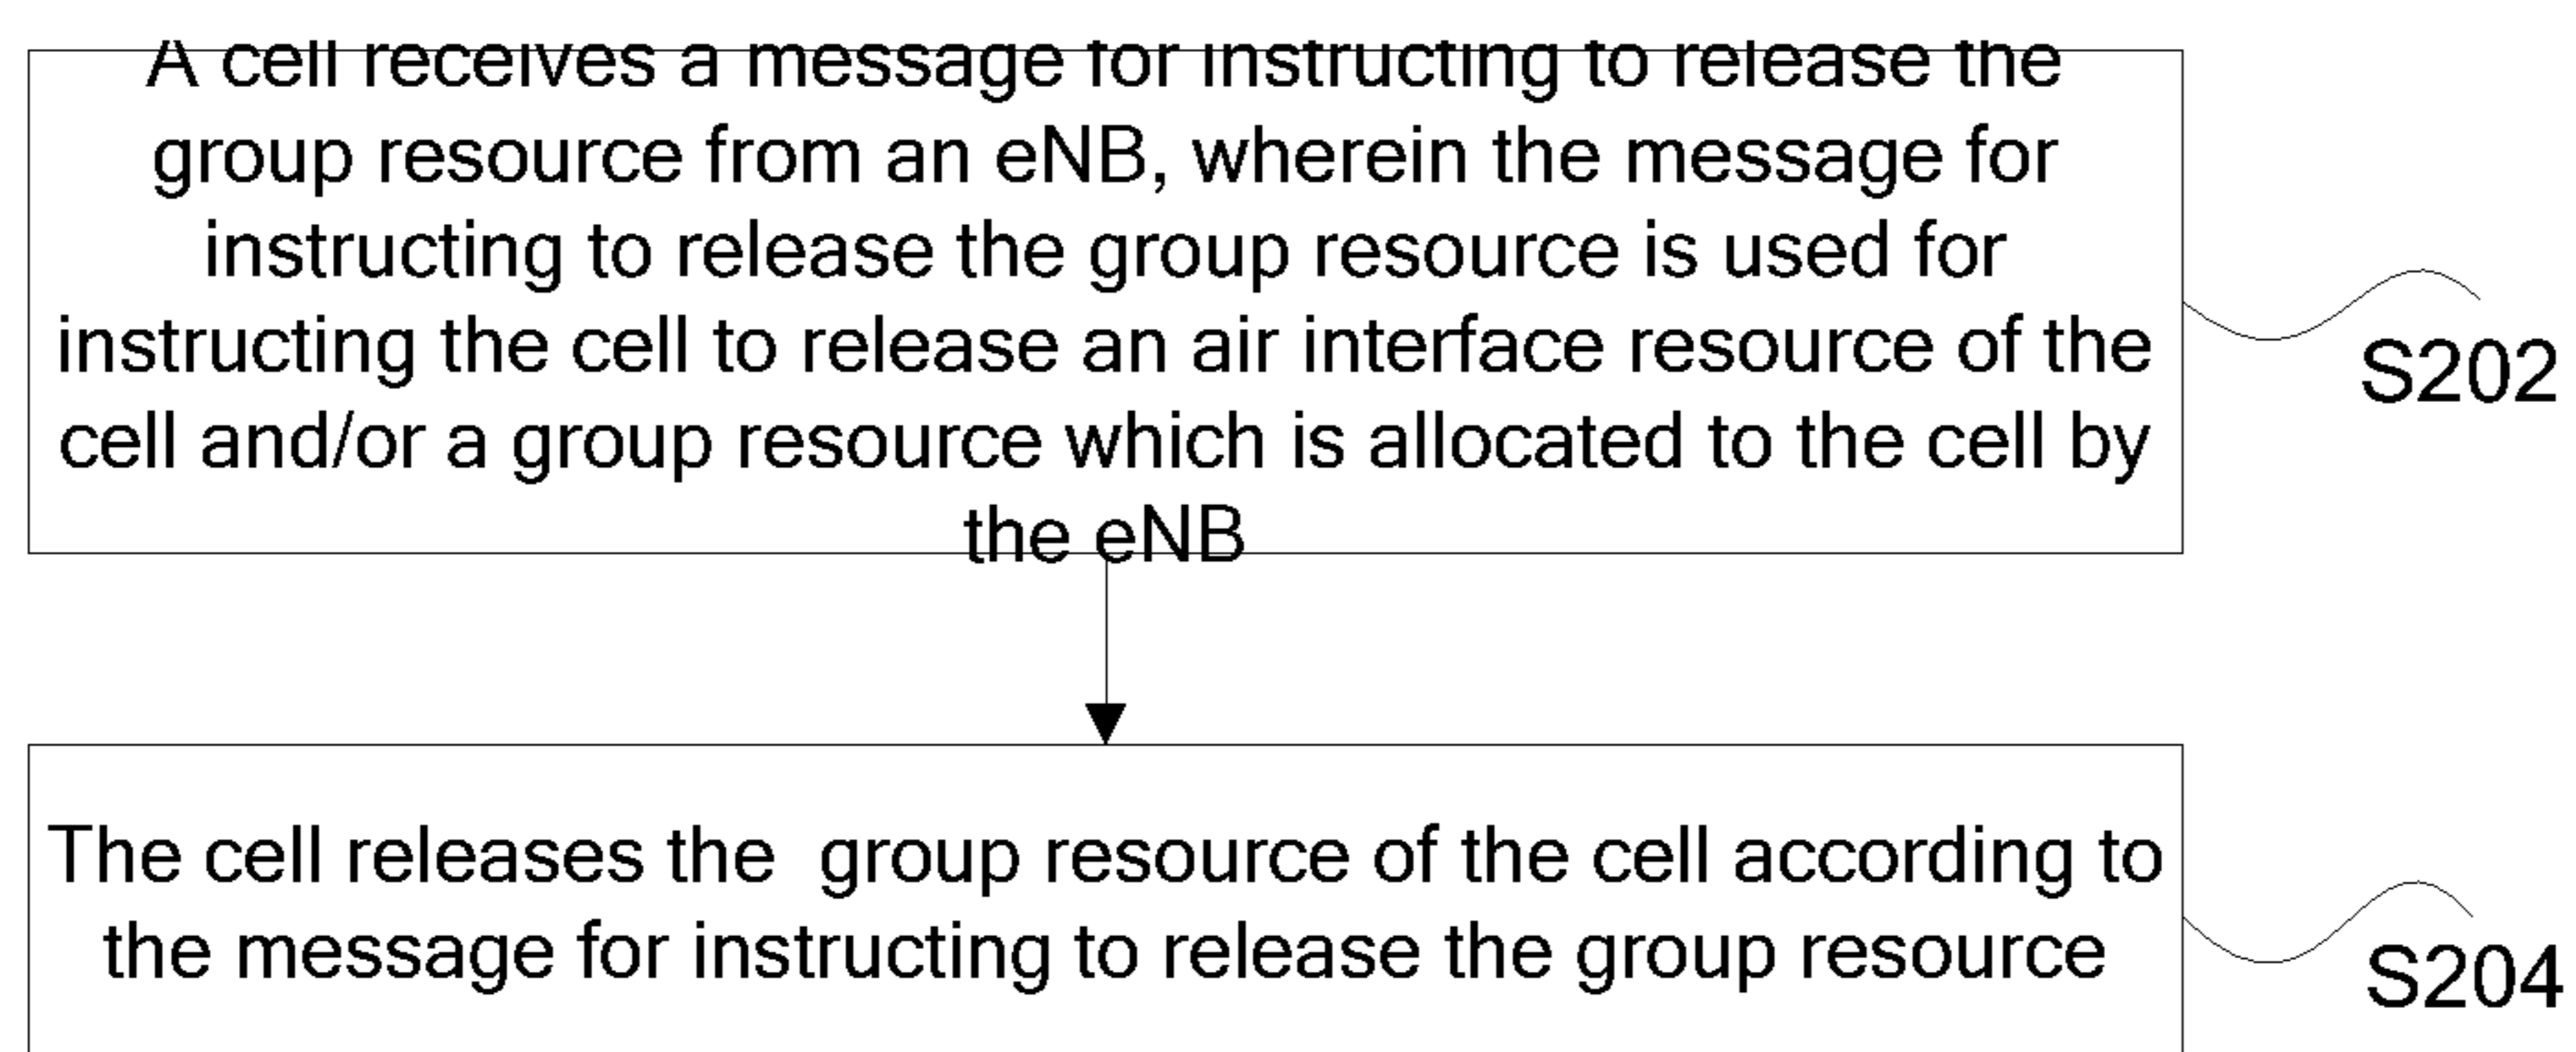 A cell receives a message for instructing to release the
group resource from an eNB, wherein the message for
instructing to release the group resource is used for
instructing the cell to release an air interface resource of the
cell and/or a group resource which is allocated to the cell by
the eNB
S202
The cell releases the  group resource of the cell according to
the message for instructing to release the group resource
S204